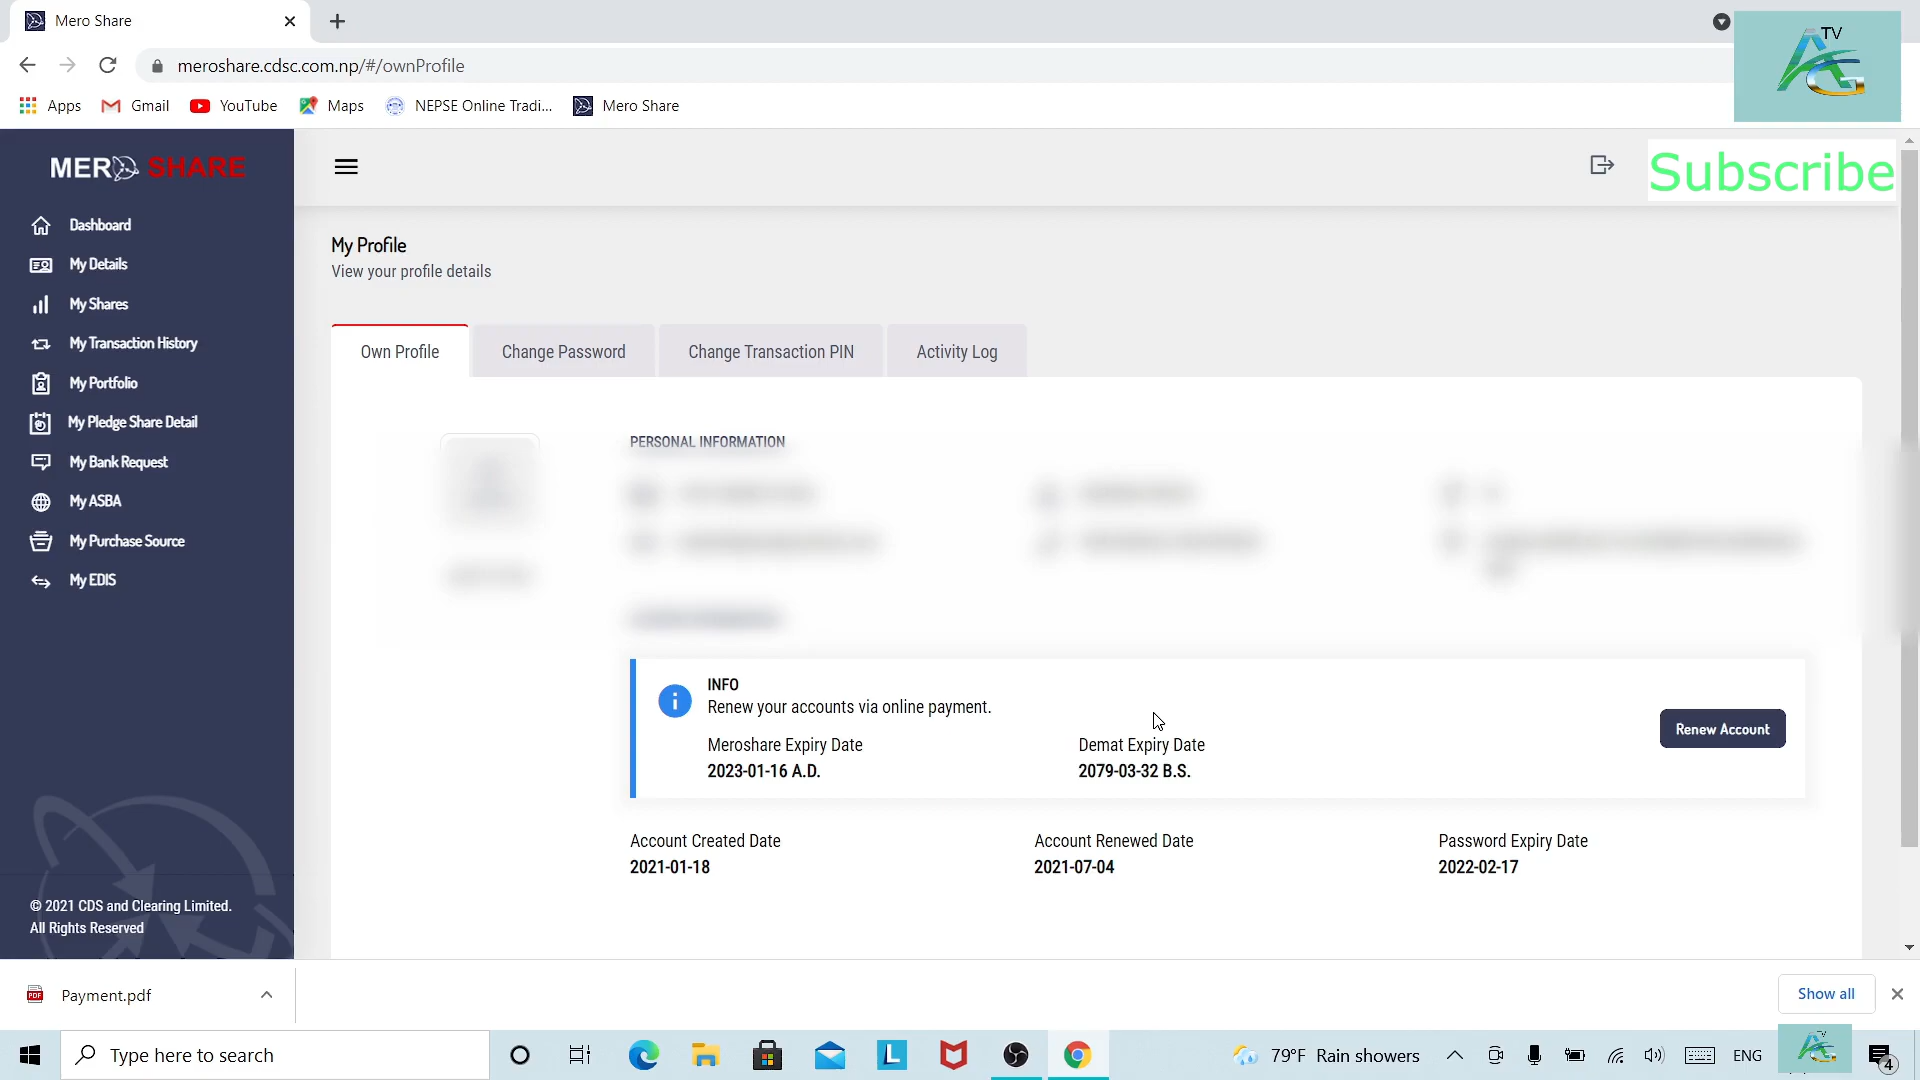 Mero Share
TV
meroshare.cdsc.com.np/#/ownProfile
Apps Gmail YouTube Maps NEPSE Online Tradi... Mero Share
MERO SHARE
Subscribe
Dashboard
My Details
My Shares
My Transaction History
My Portfolio
My Pledge Share Detail
My Bank Request
My ASBA
My Purchase Source
My EDIS
© 2021 CDS and Clearing Limited.
All Rights Reserved
My Profile
View your profile details
Own Profile Change Password Change Transaction PIN Activity Log
PERSONAL INFORMATION
INFO
Renew your accounts via online payment.
Meroshare Expiry Date Demat Expiry Date
2023-01-16 A.D. 2079-03-32 B.S.
Renew Account
Account Created Date Account Renewed Date Password Expiry Date
2021-01-18 2021-07-04 2022-02-17
Payment.pdf
Show all
Type here to search
79°F Rain showers
ENG
4